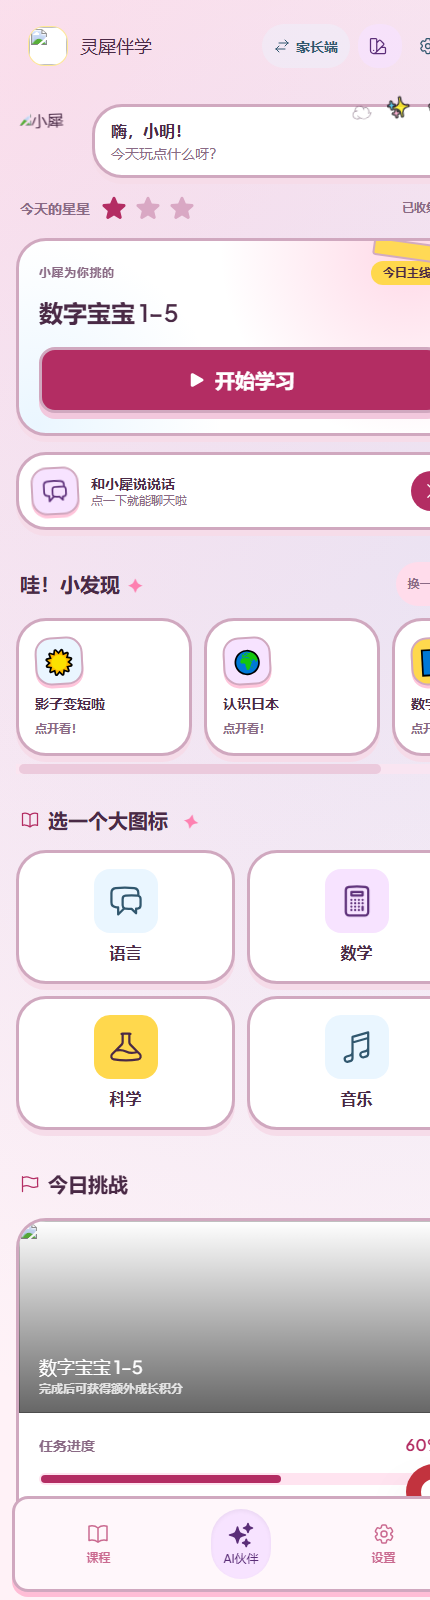 灵犀伴学
家长端
小犀
嗨，小明！
今天玩点什么呀？
今天的星星
已收
小犀为你挑的
今日主线
数字宝宝 1-5
开始学习
和小犀说说话
点一下就能聊天啦
哇！小发现
换一
影子变短啦
点开看！
认识日本
点开看！
数
点
选一个大图标
语言
数学
科学
音乐
今日挑战
数字宝宝 1-5
完成后可获得额外成长积分
任务进度
60
课程
AI伙伴
设置